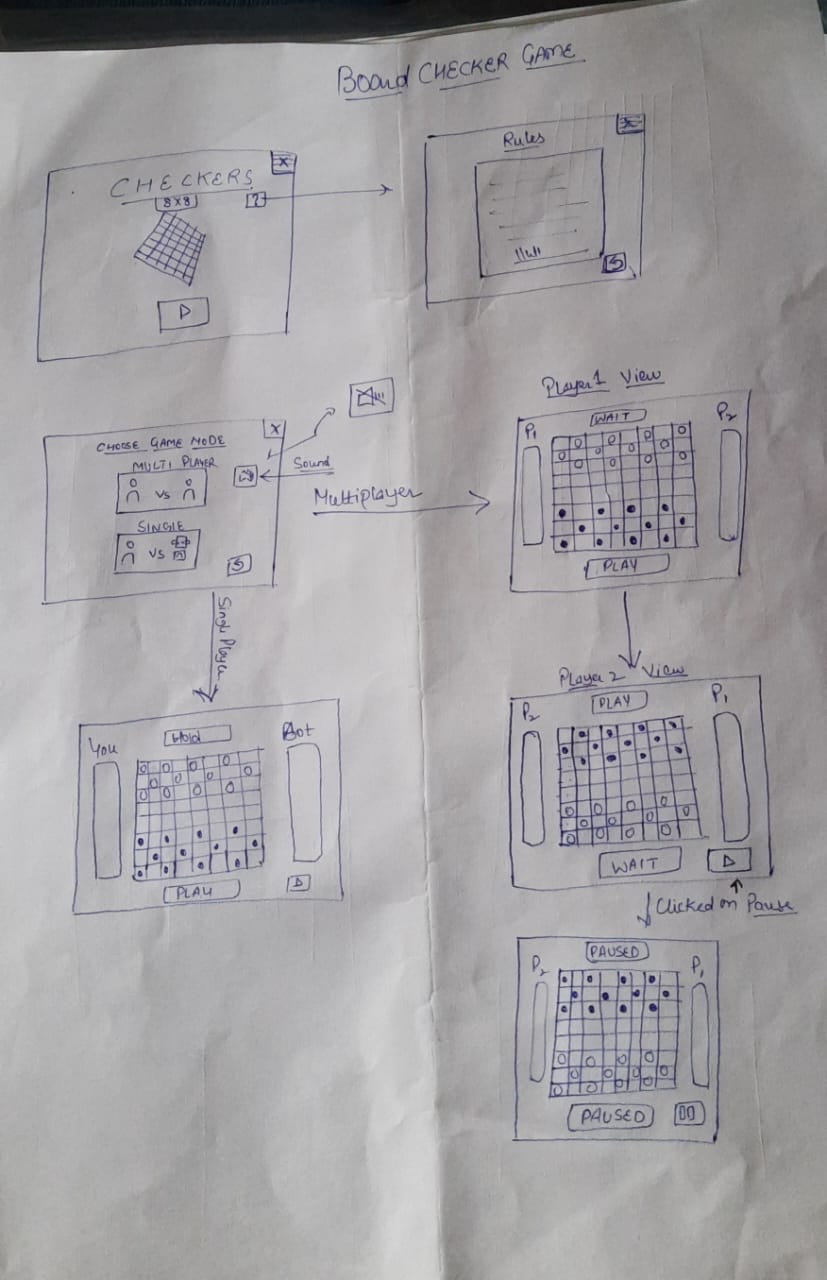 Board CHECKER GAME
CHECKERS
8x8
?
X
Rules
X
CHOOSE GAME MODE
X
MULTI PLAYER
VS
SINGLE
VS
Sound
Multiplayer
Single Player
Player 1 View
P1
WAIT
P2
PLAY
Player 2 View
P2
PLAY
P1
WAIT
Clicked on Pause
P2
PAUSED
P1
PAUSED
You
Hold
Bot
PLAY